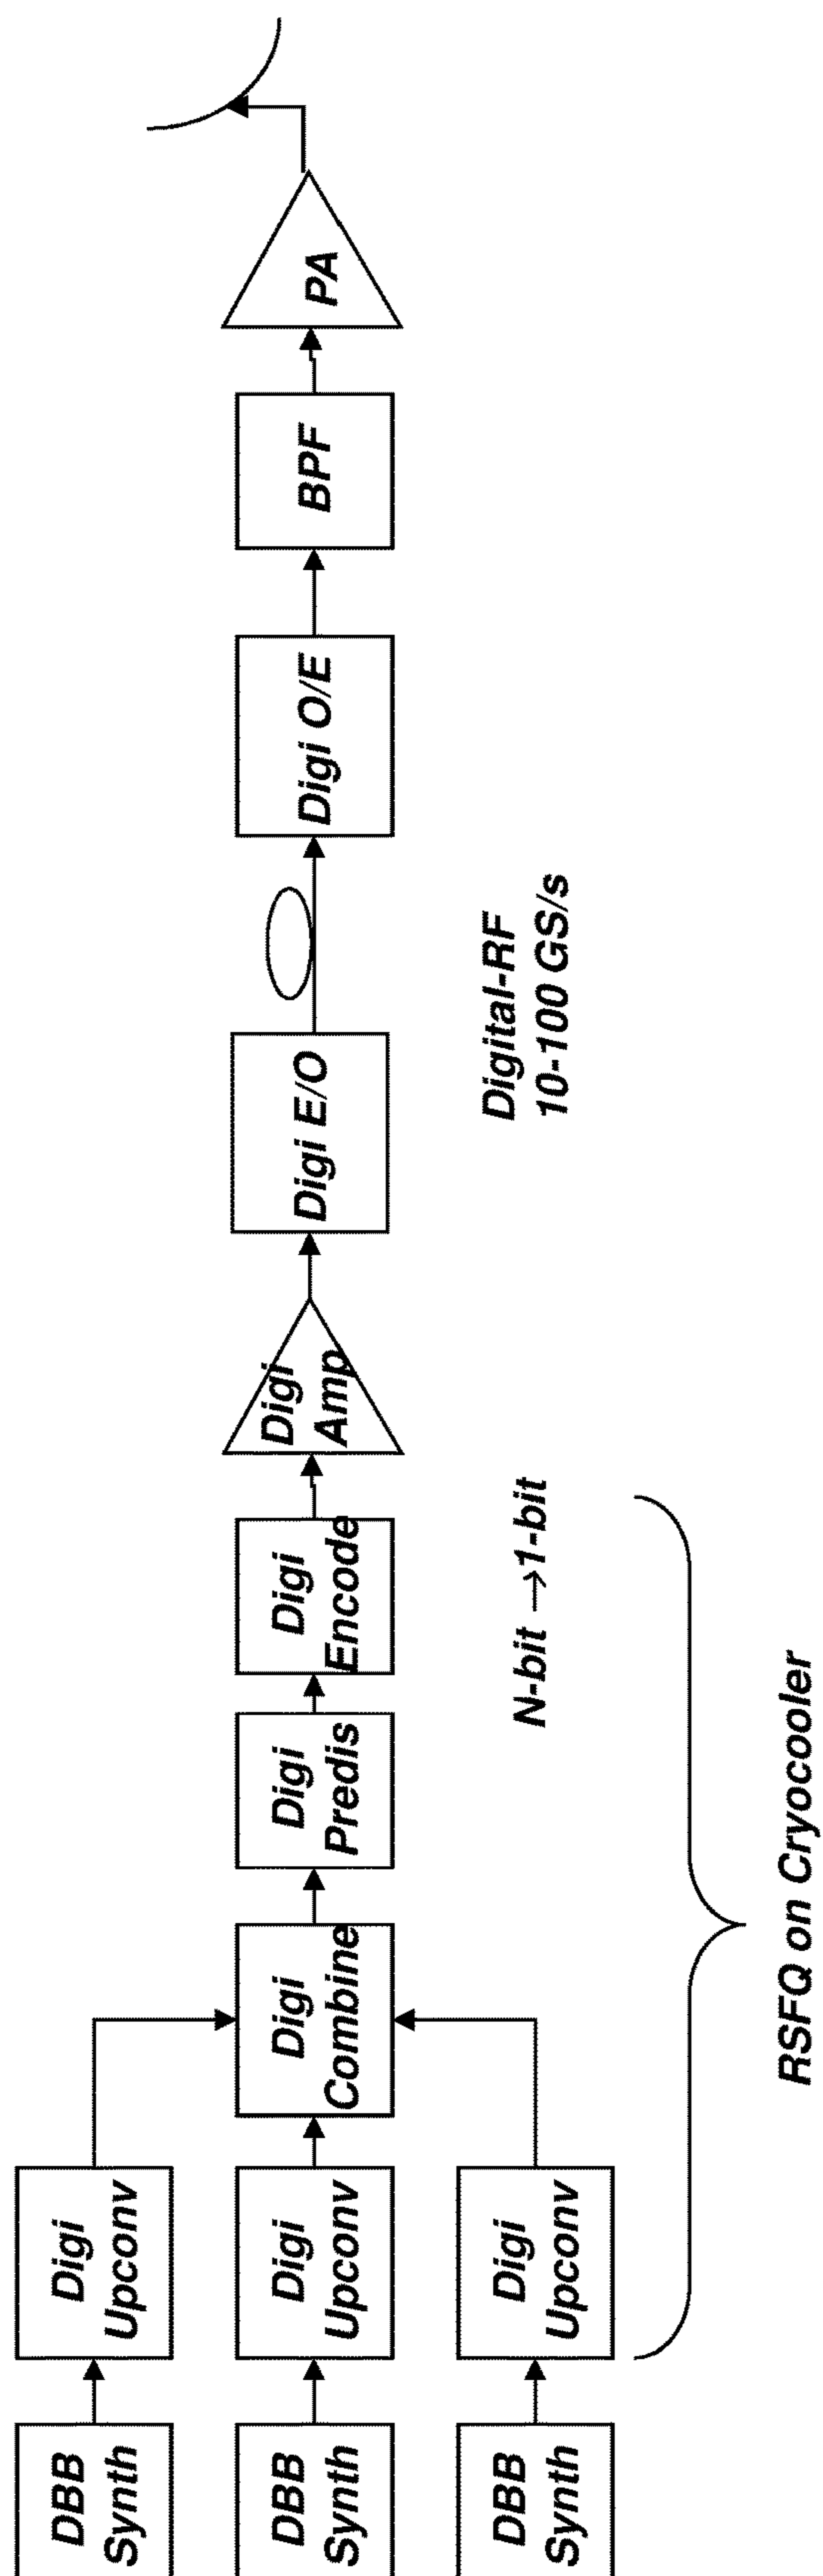 DBB
Synth
Digi
Upconv
DBB
Synth
Digi
Upconv
DBB
Synth
Digi
Upconv
Digi
Combine
Digi
Predis
Digi
Encode
Digi
Amp
Digi E/O
Digi O/E
BPF
PA
N-bit →1-bit
Digital-RF
10-100 GS/s
RSFQ on Cryocooler